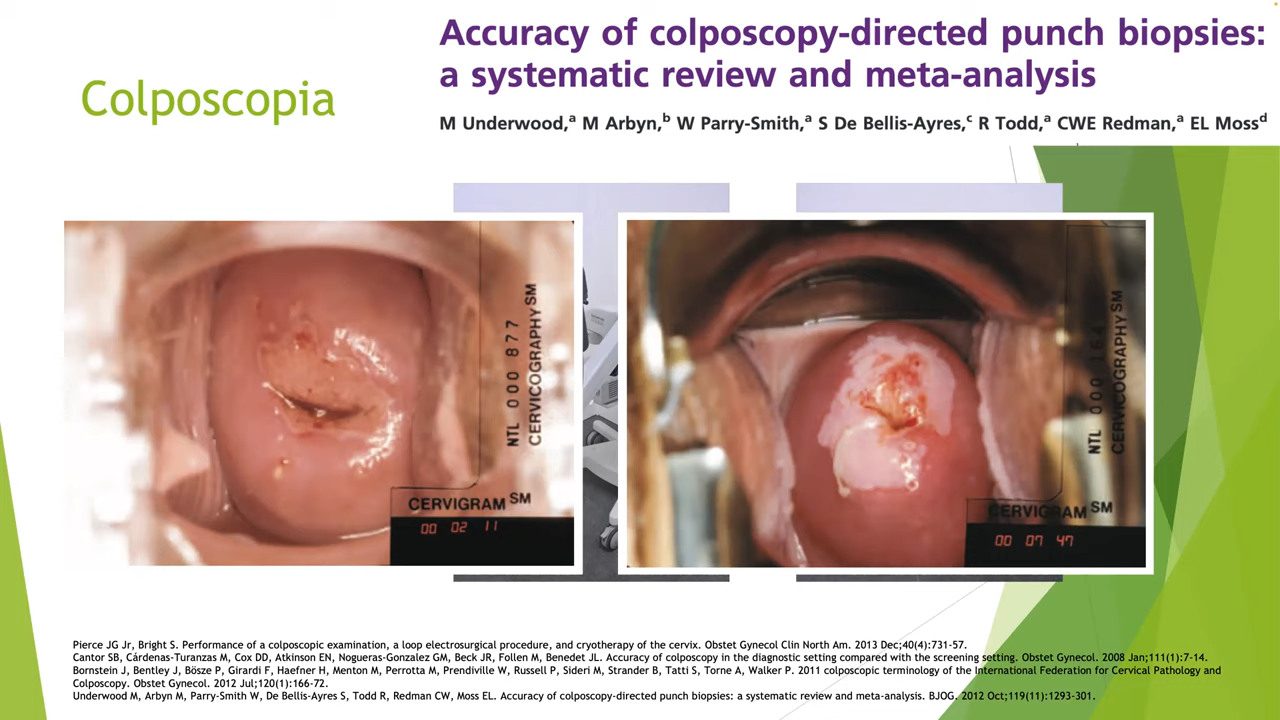 Accuracy of colposcopy-directed punch biopsies:
a systematic review and meta-analysis
Colposcopia
M Underwood,a M Arbyn,b W Parry-Smith,a S De Bellis-Ayres,c R Todd,a CWE Redman,a EL Mossd
NTL 000 877
CERVICOGRAPHY SM
CERVIGRAM SM
00 02 11
NTL 000 164
CERVICOGRAPHY SM
CERVIGRAM SM
00 07 47
Pierce JG Jr, Bright S. Performance of a colposcopic examination, a loop electrosurgical procedure, and cryotherapy of the cervix. Obstet Gynecol Clin North Am. 2013 Dec;40(4):731-57.
Cantor SB, Cárdenas-Turanzas M, Cox DD, Atkinson EN, Nogueras-Gonzalez GM, Beck JR, Follen M, Benedet JL. Accuracy of colposcopy in the diagnostic setting compared with the screening setting. Obstet Gynecol. 2008 Jan;111(1):7-14.
Bornstein J, Bentley J, Bösze P, Girardi F, Haefner H, Menton M, Perrotta M, Prendiville W, Russell P, Sideri M, Strander B, Tatti S, Torne A, Walker P. 2011 colposcopic terminology of the International Federation for Cervical Pathology and
Colposcopy. Obstet Gynecol. 2012 Jul;120(1):166-72.
Underwood M, Arbyn M, Parry-Smith W, De Bellis-Ayres S, Todd R, Redman CW, Moss EL. Accuracy of colposcopy-directed punch biopsies: a systematic review and meta-analysis. BJOG. 2012 Oct;119(11):1293-301.